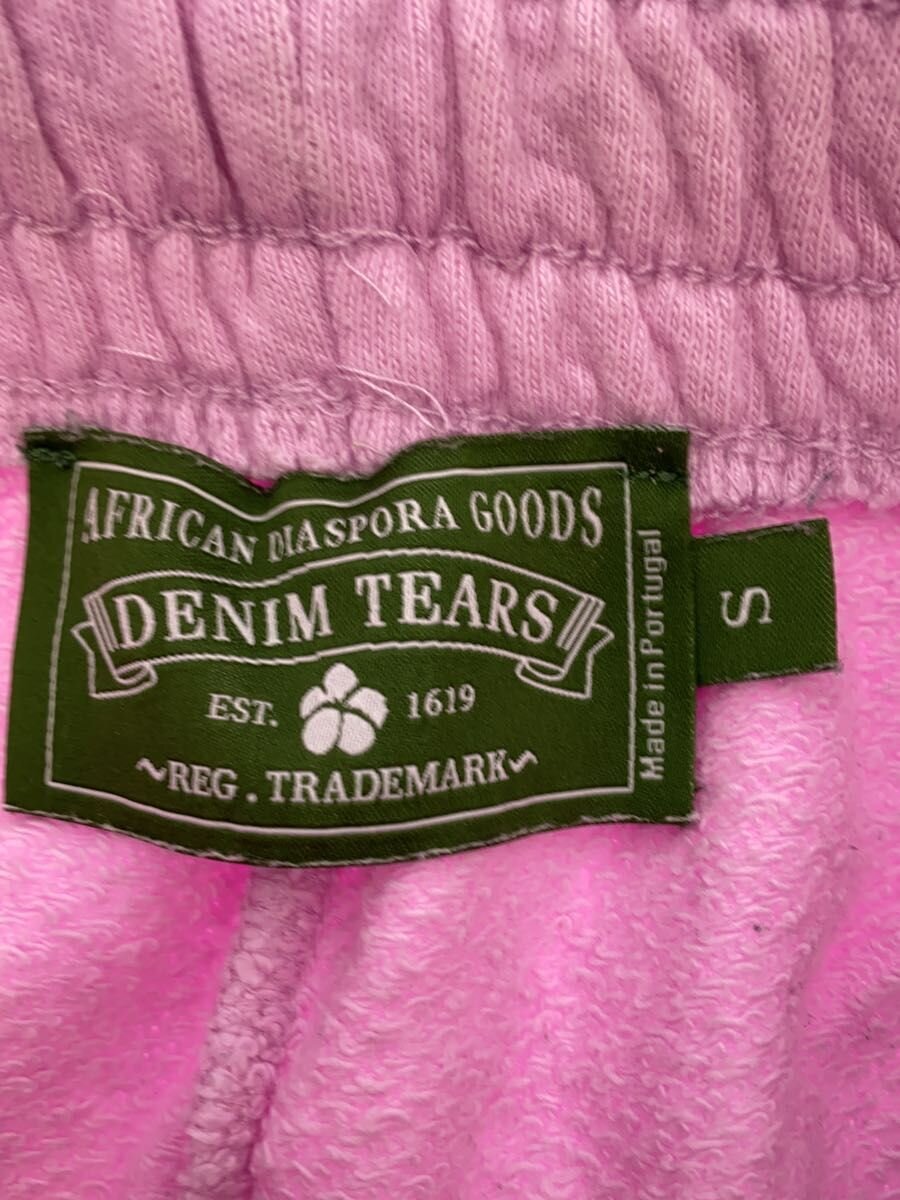 AFRICAN DIASPORA GOODS
DENIM TEARS
EST. 1619
~REG. TRADEMARK~
Made in Portugal
S